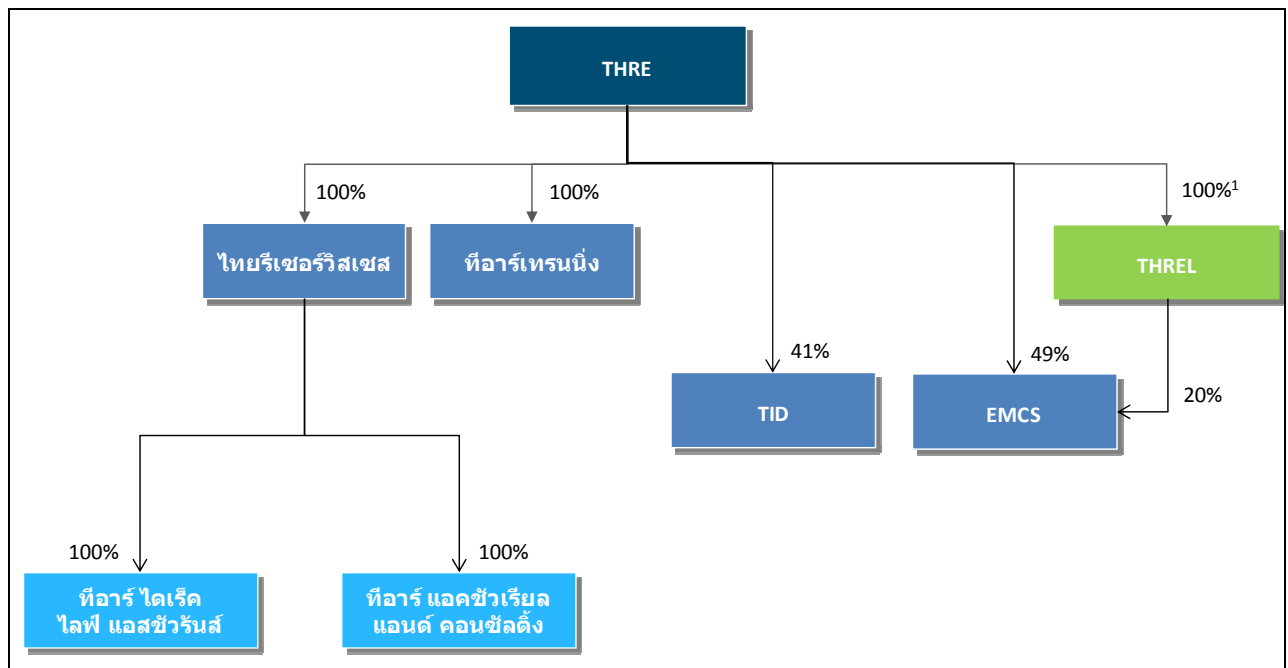 THRE
100%
100%
100%¹
ไทยรีเซอร์วิสเซส
ทีอาร์เทรนนิ่ง
THREL
41%
49%
20%
TID
EMCS
100%
100%
ทีอาร์ ไดเร็ค
ไลฟ์ แอสชัวรันส์
ทีอาร์ แอคชัวเรียล
แอนด์ คอนซัลติ้ง